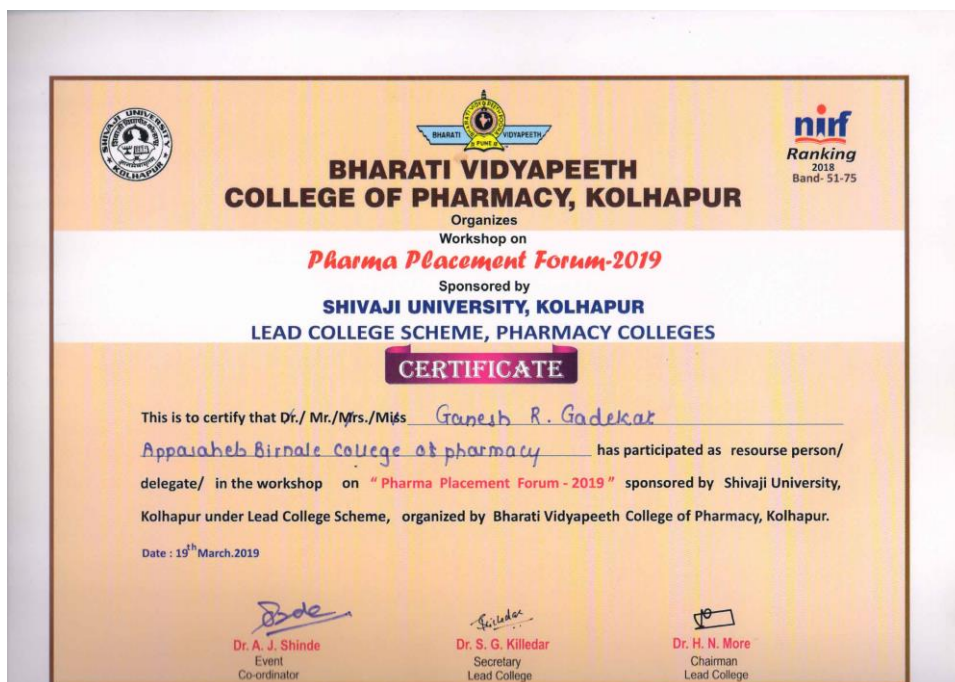 SHIVAJI UNIVERSITY
KOLHAPUR
BHARATI VIDYAPEETH
PUNE
nirf
Ranking
2018
Band- 51-75
BHARATI VIDYAPEETH
COLLEGE OF PHARMACY, KOLHAPUR
Organizes
Workshop on
Pharma Placement Forum-2019
Sponsored by
SHIVAJI UNIVERSITY, KOLHAPUR
LEAD COLLEGE SCHEME, PHARMACY COLLEGES
CERTIFICATE
This is to certify that Dr./ Mr./Mrs./Miss Ganesh R. Gadekar
Appasaheb Birnale College of pharmacy has participated as resourse person/
delegate/ in the workshop on "Pharma Placement Forum - 2019" sponsored by Shivaji University,
Kolhapur under Lead College Scheme, organized by Bharati Vidyapeeth College of Pharmacy, Kolhapur.
Date : 19th March.2019
Dr. A. J. Shinde
Event
Co-ordinator
Dr. S. G. Killedar
Secretary
Lead College
Dr. H. N. More
Chairman
Lead College